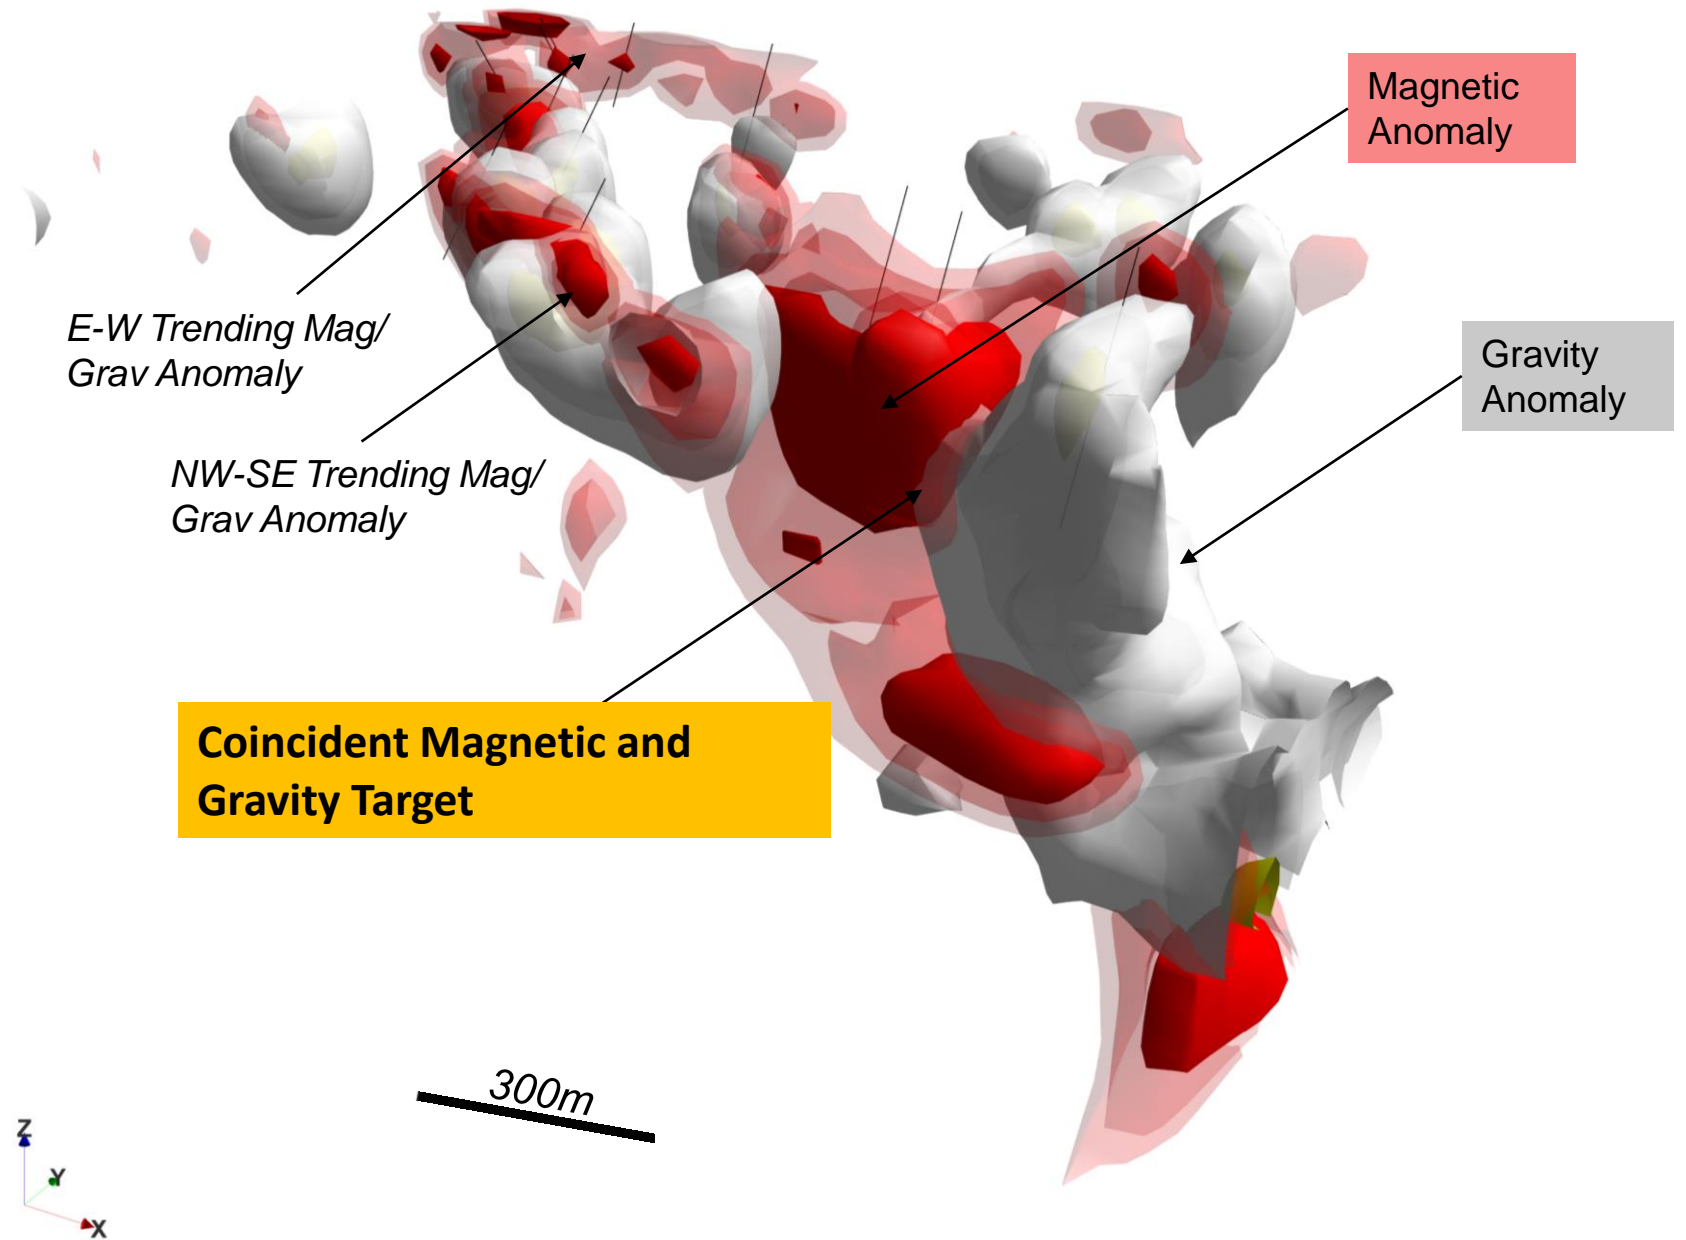 Magnetic
Anomaly
E-W Trending Mag/
Grav Anomaly
Gravity
Anomaly
NW-SE Trending Mag/
Grav Anomaly
Coincident Magnetic and
Gravity Target
300m
Z
Y
X